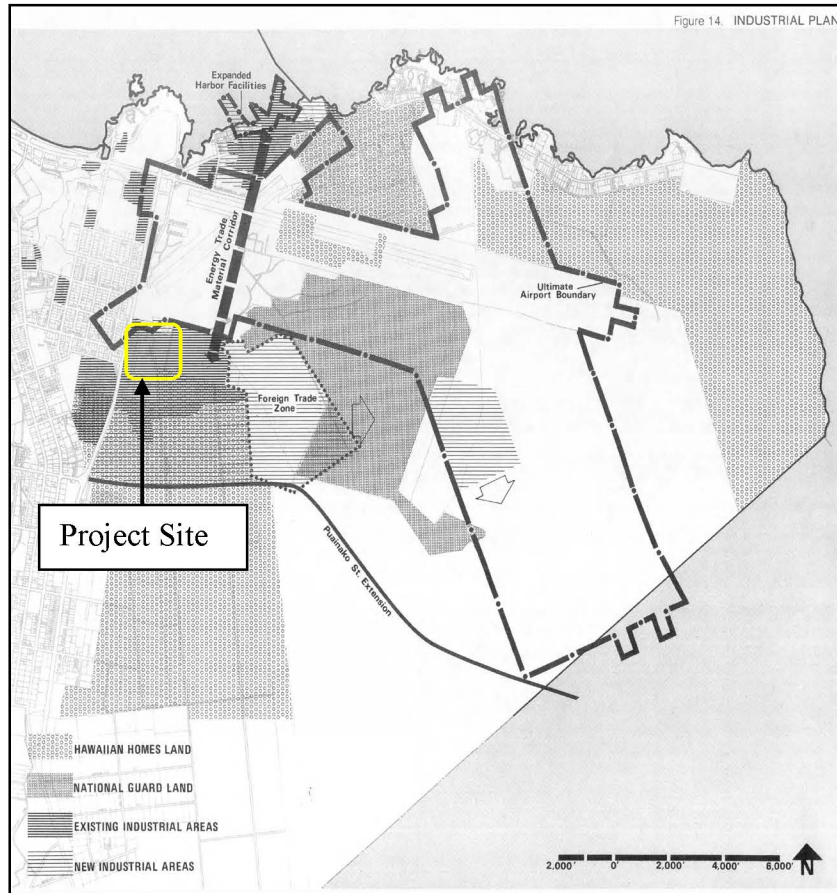 Figure 14. INDUSTRIAL PLAN
Expanded
Harbor Facilities
Energy Trade
Material Corridor
Ultimate
Airport Boundary
Foreign Trade
Zone
Project Site
Puainako St. Extension
HAWAIIAN HOMES LAND
NATIONAL GUARD LAND
EXISTING INDUSTRIAL AREAS
NEW INDUSTRIAL AREAS
2,000' 0' 2,000' 4,000' 6,000'
N